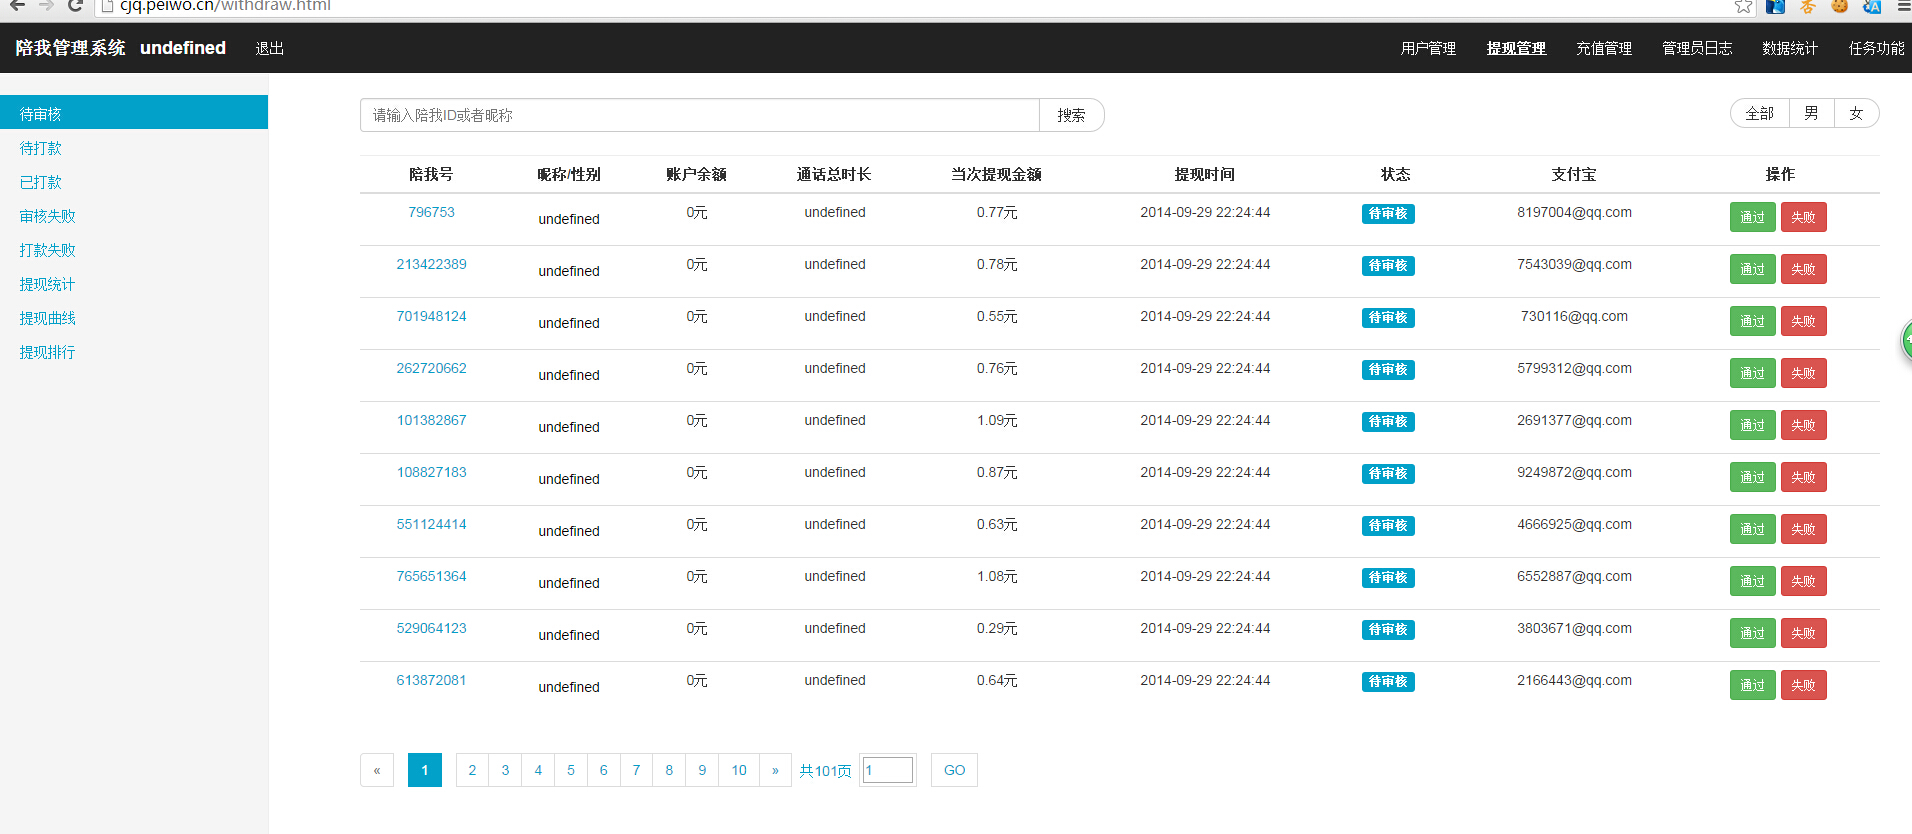 cjq.peiwo.cn/withdraw.html
陪我管理系统 undefined 退出 用户管理 提现管理 充值管理 管理员日志 数据统计 任务功能
待审核
待打款
已打款
审核失败
打款失败
提现统计
提现曲线
提现排行
请输入陪我ID或者昵称 搜索 全部 男 女
陪我号 昵称/性别 账户余额 通话总时长 当次提现金额 提现时间 状态 支付宝 操作
796753 undefined 0元 undefined 0.77元 2014-09-29 22:24:44 待审核 8197004@qq.com 通过 失败
213422389 undefined 0元 undefined 0.78元 2014-09-29 22:24:44 待审核 7543039@qq.com 通过 失败
701948124 undefined 0元 undefined 0.55元 2014-09-29 22:24:44 待审核 730116@qq.com 通过 失败
262720662 undefined 0元 undefined 0.76元 2014-09-29 22:24:44 待审核 5799312@qq.com 通过 失败
101382867 undefined 0元 undefined 1.09元 2014-09-29 22:24:44 待审核 2691377@qq.com 通过 失败
108827183 undefined 0元 undefined 0.87元 2014-09-29 22:24:44 待审核 9249872@qq.com 通过 失败
551124414 undefined 0元 undefined 0.63元 2014-09-29 22:24:44 待审核 4666925@qq.com 通过 失败
765651364 undefined 0元 undefined 1.08元 2014-09-29 22:24:44 待审核 6552887@qq.com 通过 失败
529064123 undefined 0元 undefined 0.29元 2014-09-29 22:24:44 待审核 3803671@qq.com 通过 失败
613872081 undefined 0元 undefined 0.64元 2014-09-29 22:24:44 待审核 2166443@qq.com 通过 失败
« 1 2 3 4 5 6 7 8 9 10 » 共101页 1 GO